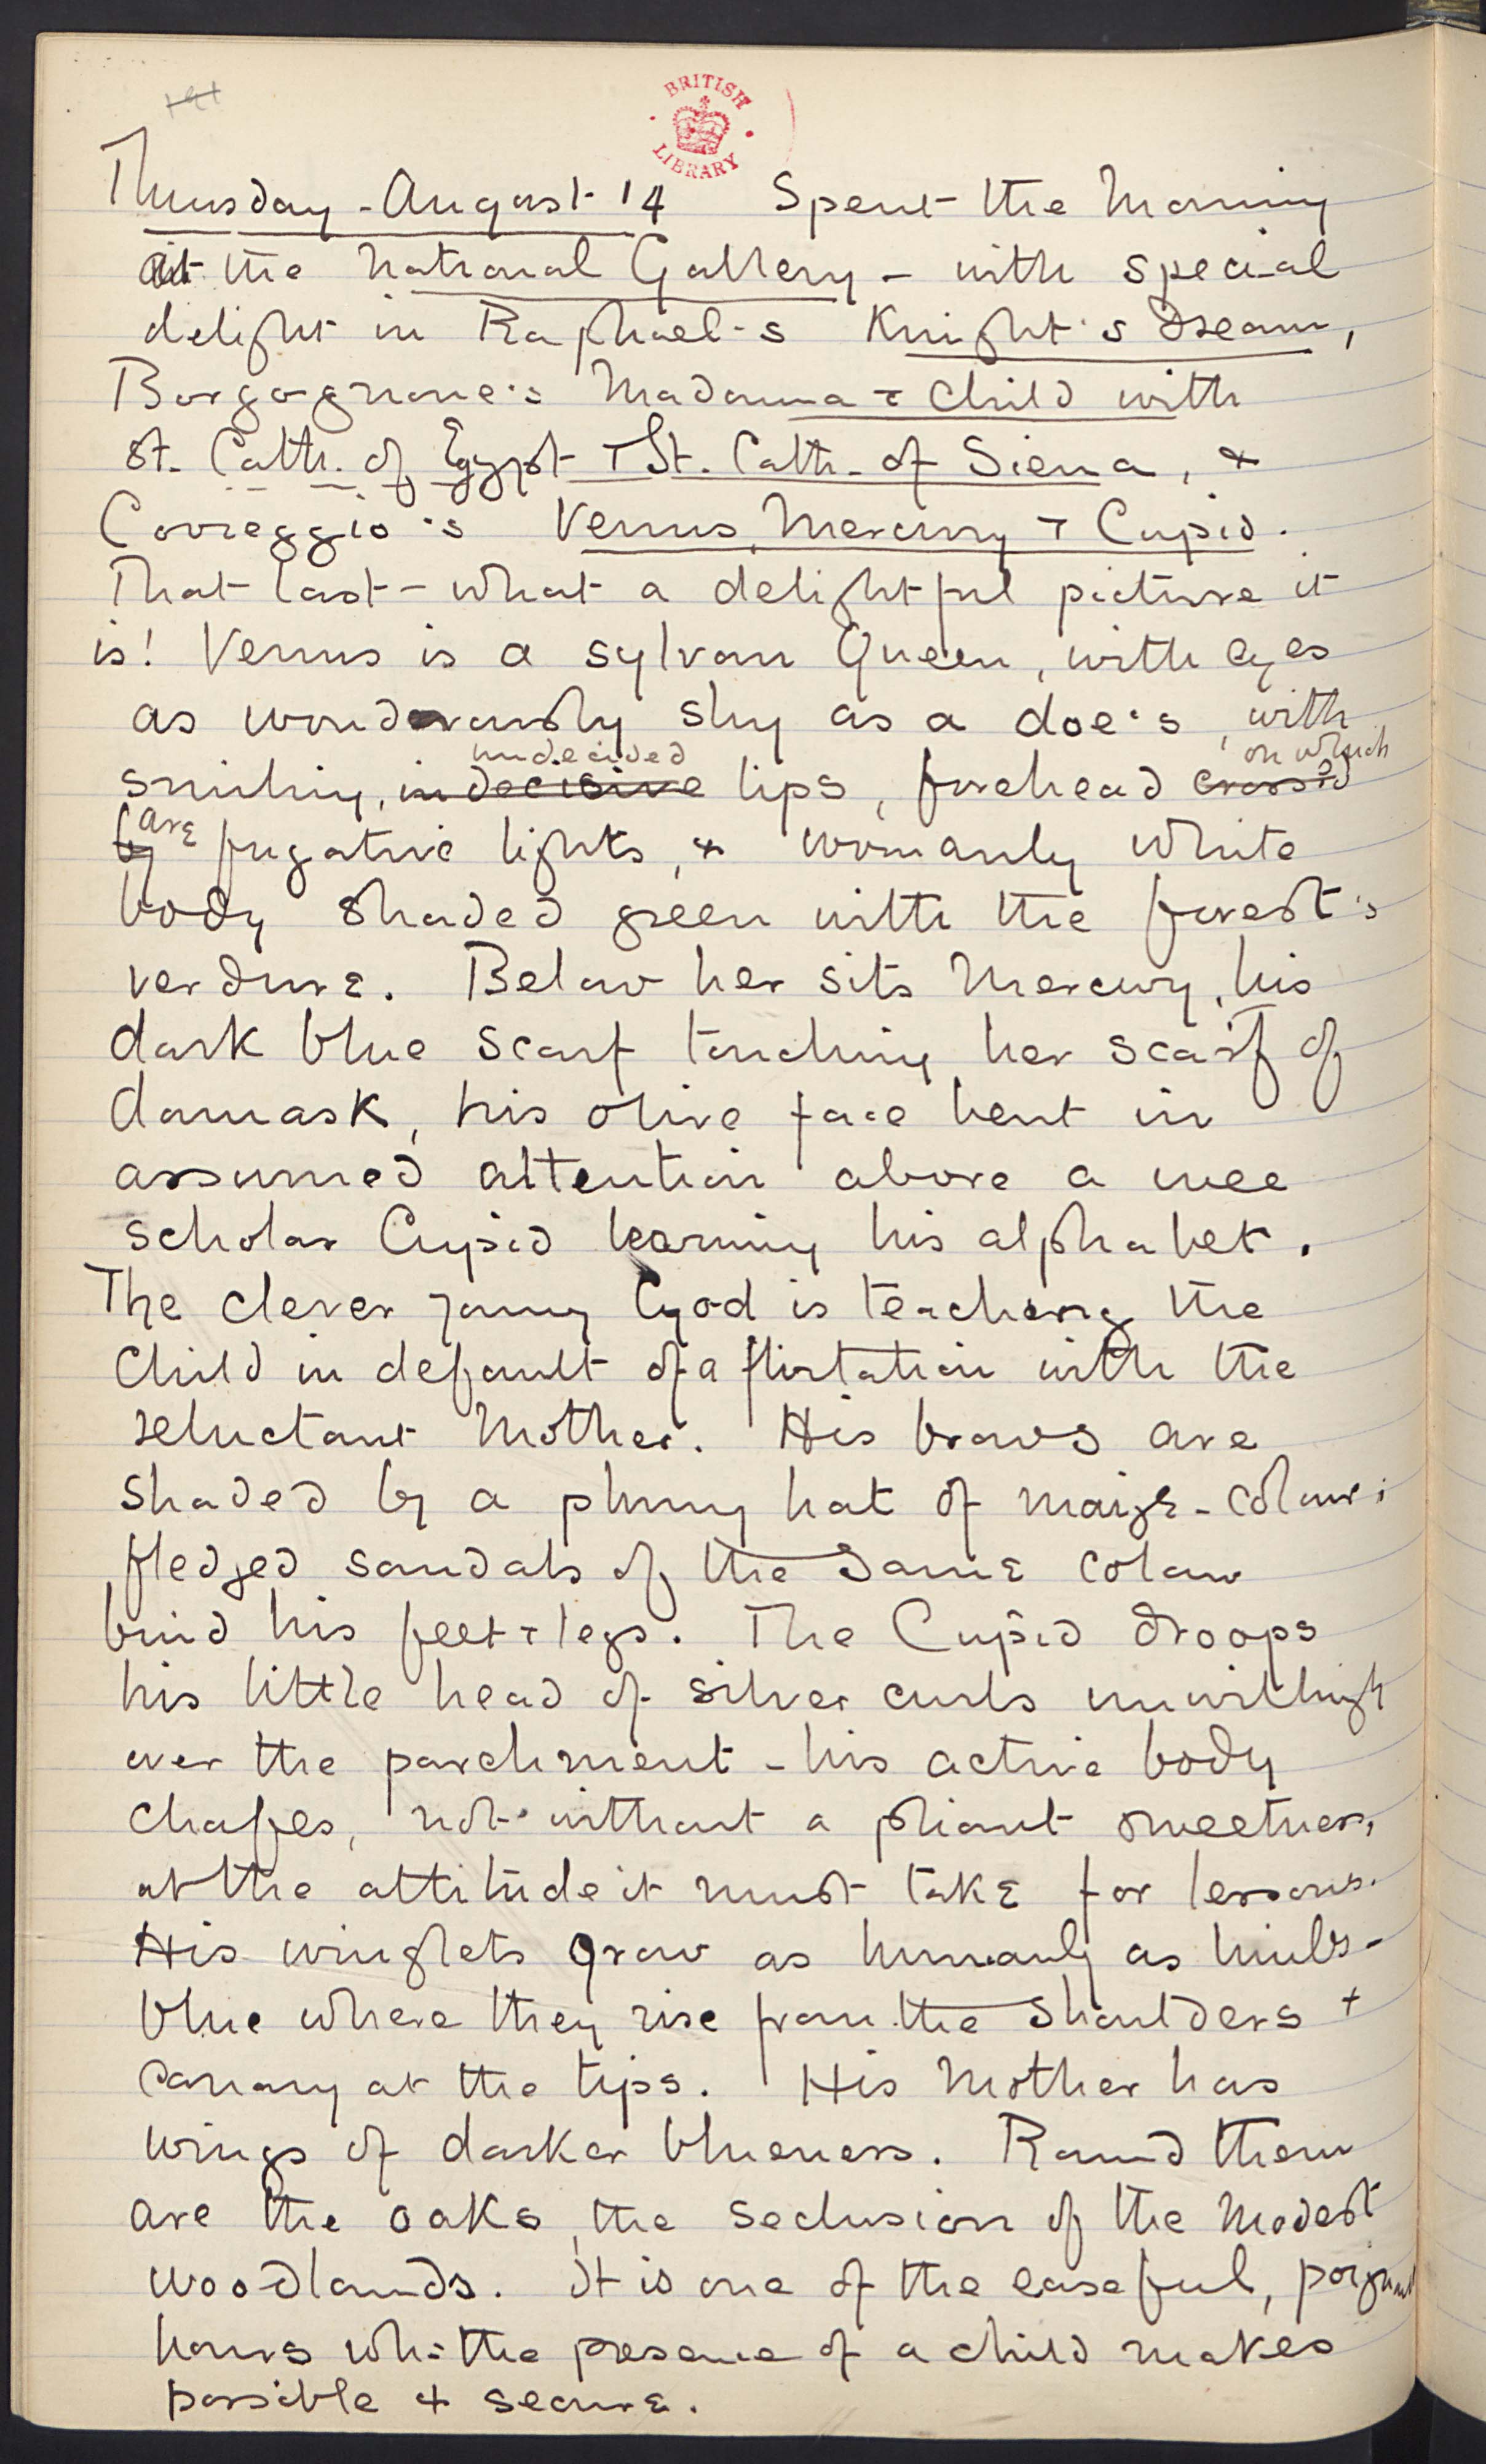 BRITISH
LIBRARY
Thursday - August 14 Spent the Morning
at the National Gallery - with special
delight in Raphael's Knight's Dream,
Borgognone's Madonna + Child with
St. Cath. of Egypt + St. Cath. of Siena, &
Correggio's Venus, Mercury + Cupid.
That last - what a delightful picture it
is! Venus is a sylvan Queen, with eyes
as wonderously shy as a doe's, with
undecided on which
smiling, indecisive lips, forehead crossed
by are fugative lights, & womanly white
body shaded green with the forest's
verdure. Below her sits Mercury, his
dark blue scarf touching her scarf of
damask, his olive face bent in
assumed attention above a wee
scholar Cupid learning his alphabet.
The clever young God is teaching the
Child in default of a flirtation with the
reluctant Mother. His brows are
shaded by a plumy hat of maize-colour;
fledged sandals of the same colour
bind his feet + legs. The Cupid droops
his little head of silver curls unwillingly
over the parchment - his active body
chafes, not without a pliant sweetness,
at the attitude it must take for lessons.
His winglets grow as humanly as limbs -
blue where they rise from the shoulders +
canary at the tips. His Mother has
wings of darker blueness. Round them
are the oaks, the seclusion of the modest
woodlands. It is one of the easeful, poignant
hours wh: the presence of a child makes
possible & secure.